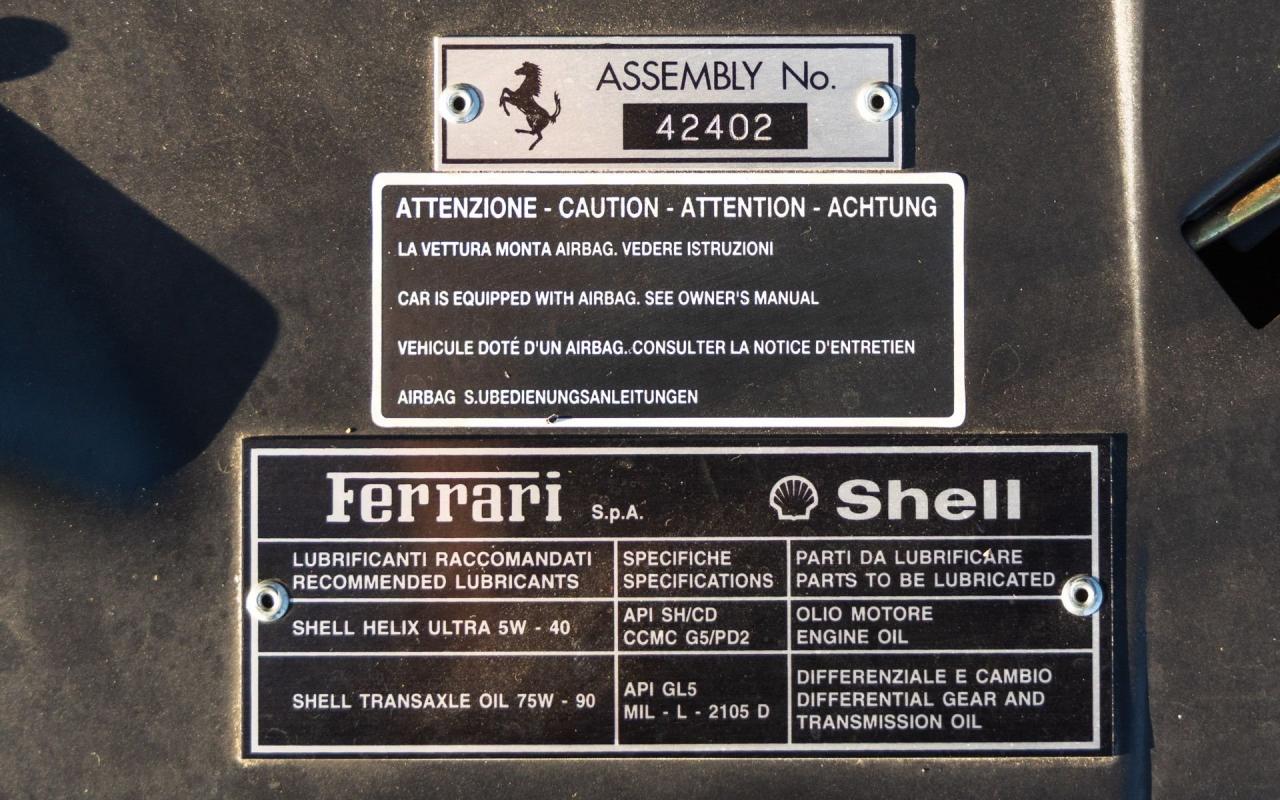 ASSEMBLY No.
42402
ATTENZIONE - CAUTION - ATTENTION - ACHTUNG
LA VETTURA MONTA AIRBAG. VEDERE ISTRUZIONI
CAR IS EQUIPPED WITH AIRBAG. SEE OWNER'S MANUAL
VEHICULE DOTÉ D'UN AIRBAG. CONSULTER LA NOTICE D'ENTRETIEN
AIRBAG S.UBEDIENUNGSANLEITUNGEN
Ferrari S.p.A. Shell
LUBRIFICANTI RACCOMANDATI
RECOMMENDED LUBRICANTS
SPECIFICHE
SPECIFICATIONS
PARTI DA LUBRIFICARE
PARTS TO BE LUBRICATED
SHELL HELIX ULTRA 5W - 40
API SH/CD
CCMC G5/PD2
OLIO MOTORE
ENGINE OIL
SHELL TRANSAXLE OIL 75W - 90
API GL5
MIL - L - 2105 D
DIFFERENZIALE E CAMBIO
DIFFERENTIAL GEAR AND
TRANSMISSION OIL